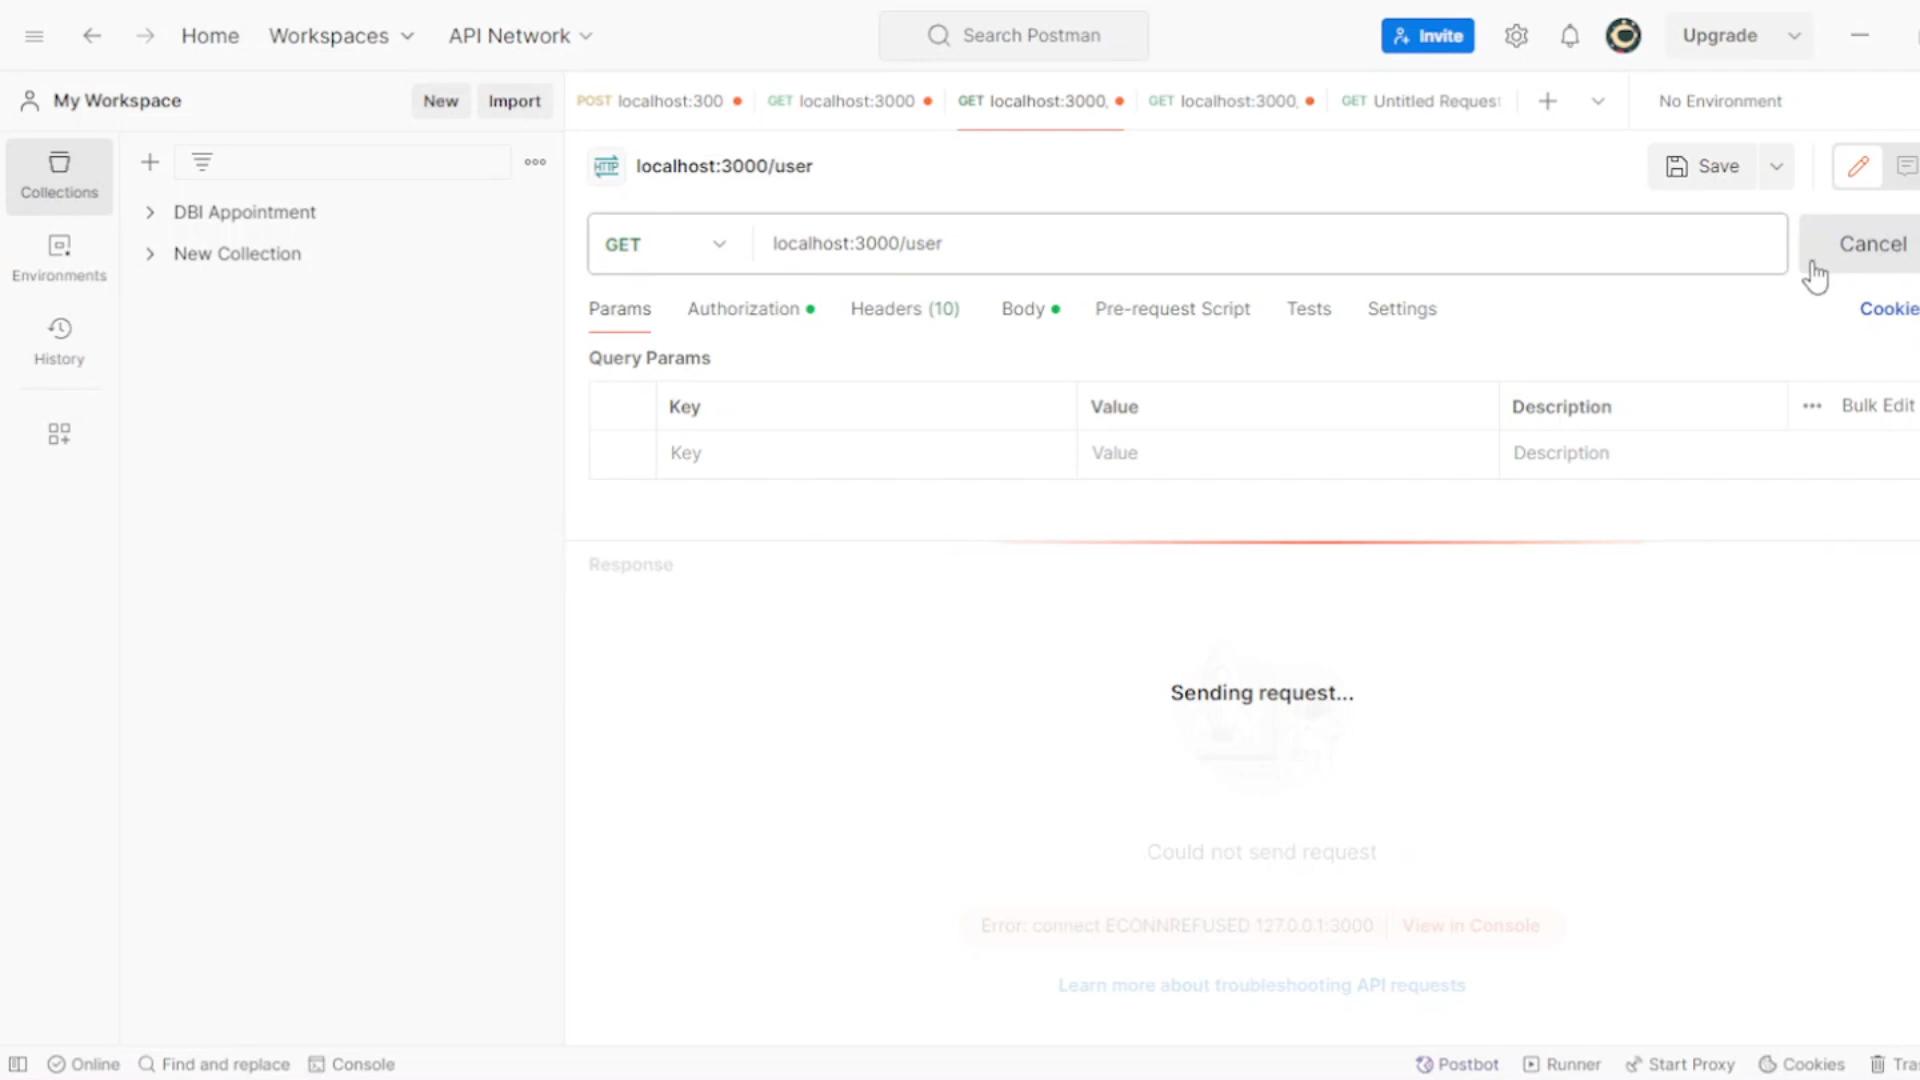 Home Workspaces API Network Search Postman Invite Upgrade
My Workspace New Import POST localhost:300 GET localhost:3000 GET localhost:3000, GET localhost:3000, GET Untitled Request No Environment
HTTP localhost:3000/user Save
Collections
DBI Appointment
New Collection
GET localhost:3000/user Cancel
Environments
Params Authorization Headers (10) Body Pre-request Script Tests Settings Cookie
History
Query Params
Key Value Description Bulk Edit
Key Value Description
Response
Sending request...
Could not send request
Error: connect ECONNREFUSED 127.0.0.1:3000 View in Console
Learn more about troubleshooting API requests
Online Find and replace Console Postbot Runner Start Proxy Cookies Tra